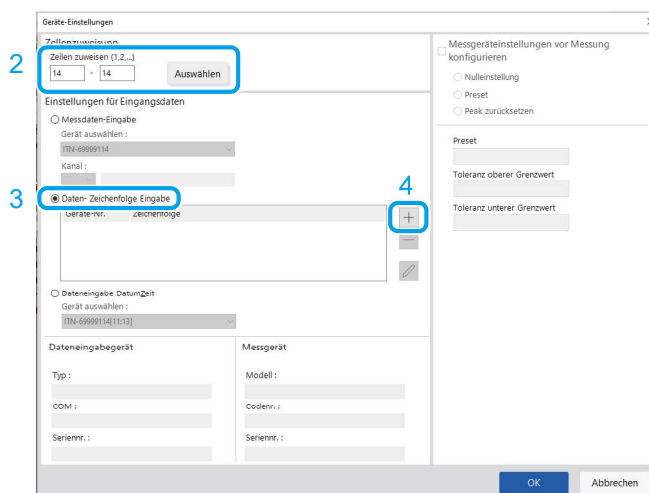 Geräte-Einstellungen
Zellenzuweisung
2
Zeilen zuweisen (1,2,...)
14 - 14
Auswählen
Einstellungen für Eingangsdaten
Messdaten-Eingabe
Gerät auswählen :
ITN-69999114
Kanal :
3
Daten- Zeichenfolge Eingabe
4
Geräte-Nr. Zeichenfolge
Dateneingabe DatumZeit
Gerät auswählen :
ITN-69999114[11:13]
Dateneingabegerät
Typ :
COM :
Seriennr. :
Messgerät
Modell :
Codenr. :
Seriennr. :
Messgeräteinstellungen vor Messung
konfigurieren
Nulleinstellung
Preset
Peak zurücksetzen
Preset
Toleranz oberer Grenzwert
Toleranz unterer Grenzwert
OK
Abbrechen